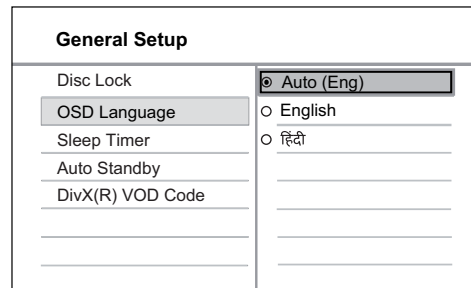 General Setup
Disc Lock
OSD Language
Sleep Timer
Auto Standby
DivX(R) VOD Code
Auto (Eng)
English
हिंदी